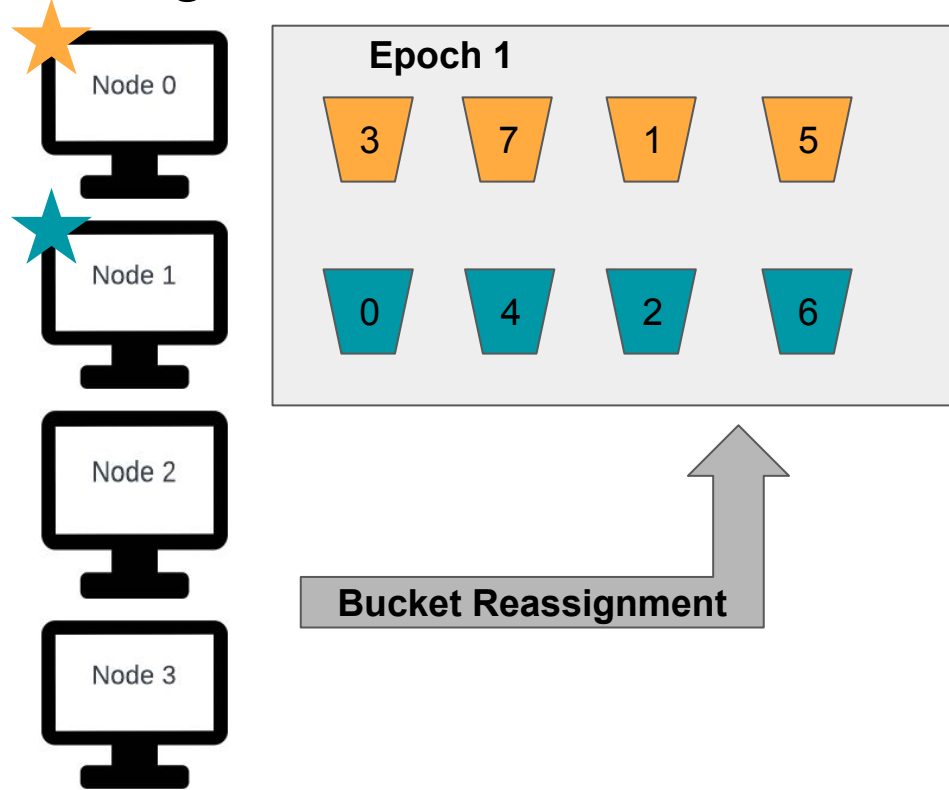 Node 0
Epoch 1
3 7 1 5
Node 1
0 4 2 6
Node 2
Bucket Reassignment
Node 3